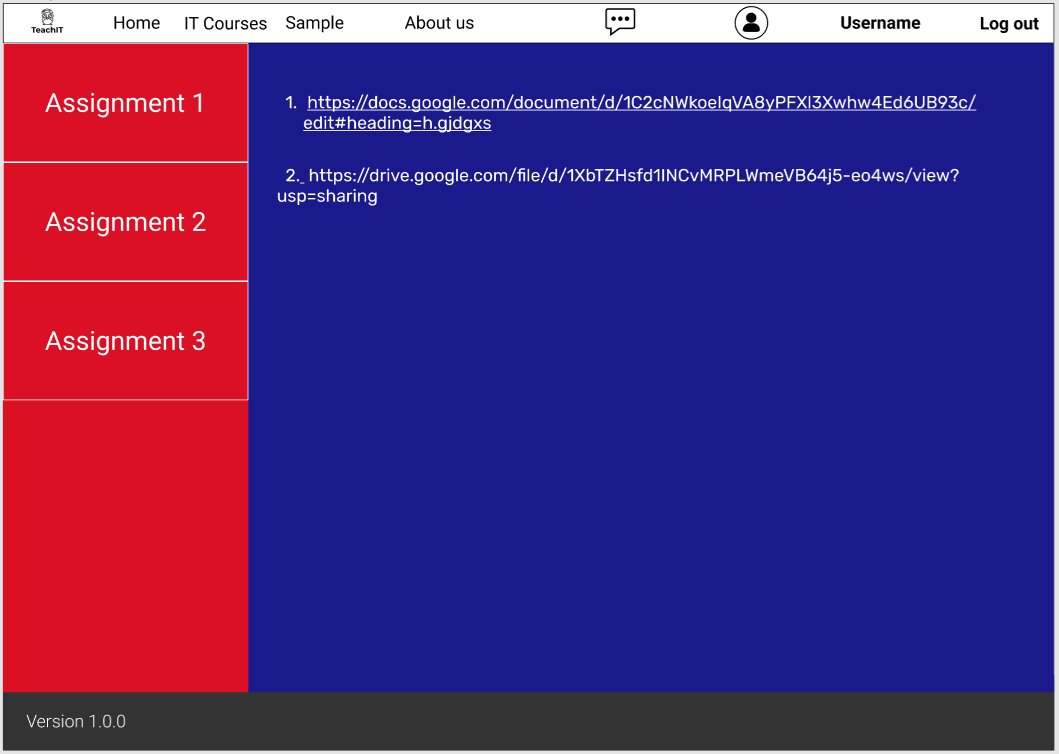 TeachIT
Home IT Courses Sample About us Username Log out
Assignment 1
Assignment 2
Assignment 3
1. https://docs.google.com/document/d/1C2cNWkoelqVA8yPFXl3Xwhw4Ed6UB93c/
edit#heading=h.gjdgxs
2. https://drive.google.com/file/d/1XbTZHsfd1lNCvMRPLWmeVB64j5-eo4ws/view?
usp=sharing
Version 1.0.0